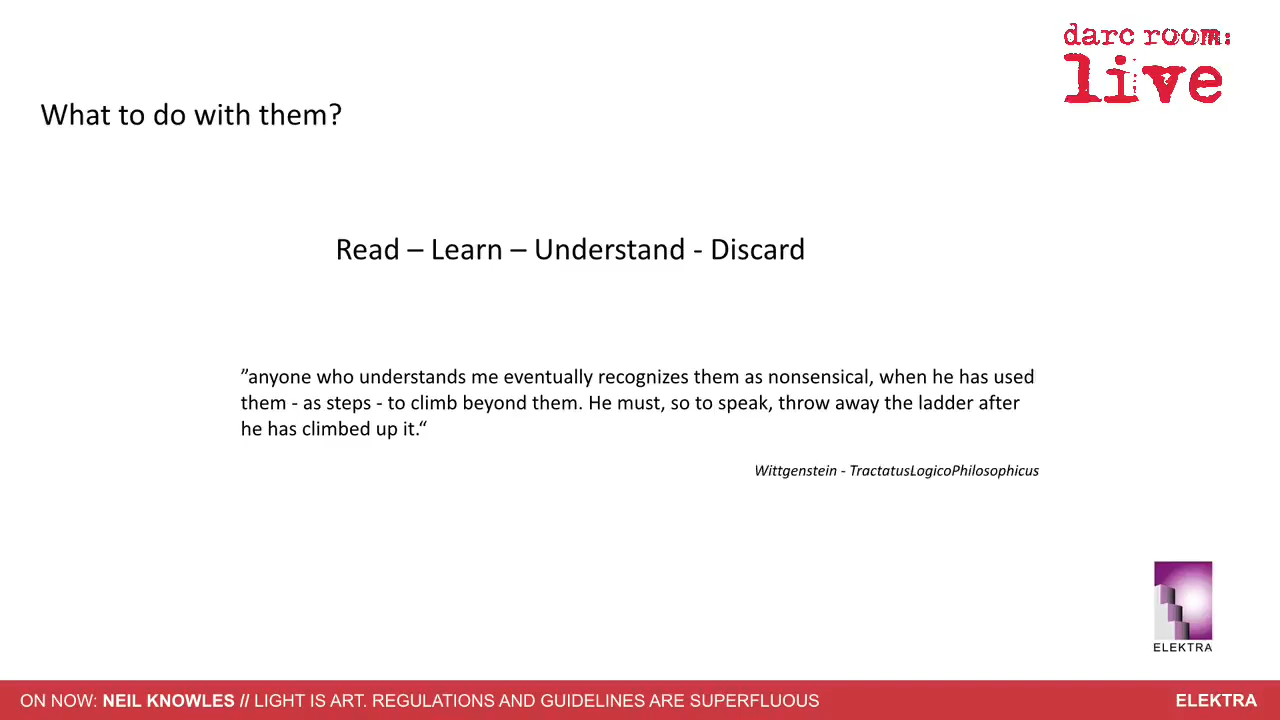 darc room:
live
What to do with them?
Read – Learn – Understand - Discard
”anyone who understands me eventually recognizes them as nonsensical, when he has used
them - as steps - to climb beyond them. He must, so to speak, throw away the ladder after
he has climbed up it.“
Wittgenstein - TractatusLogicoPhilosophicus
ELEKTRA
ON NOW: NEIL KNOWLES // LIGHT IS ART. REGULATIONS AND GUIDELINES ARE SUPERFLUOUS
ELEKTRA